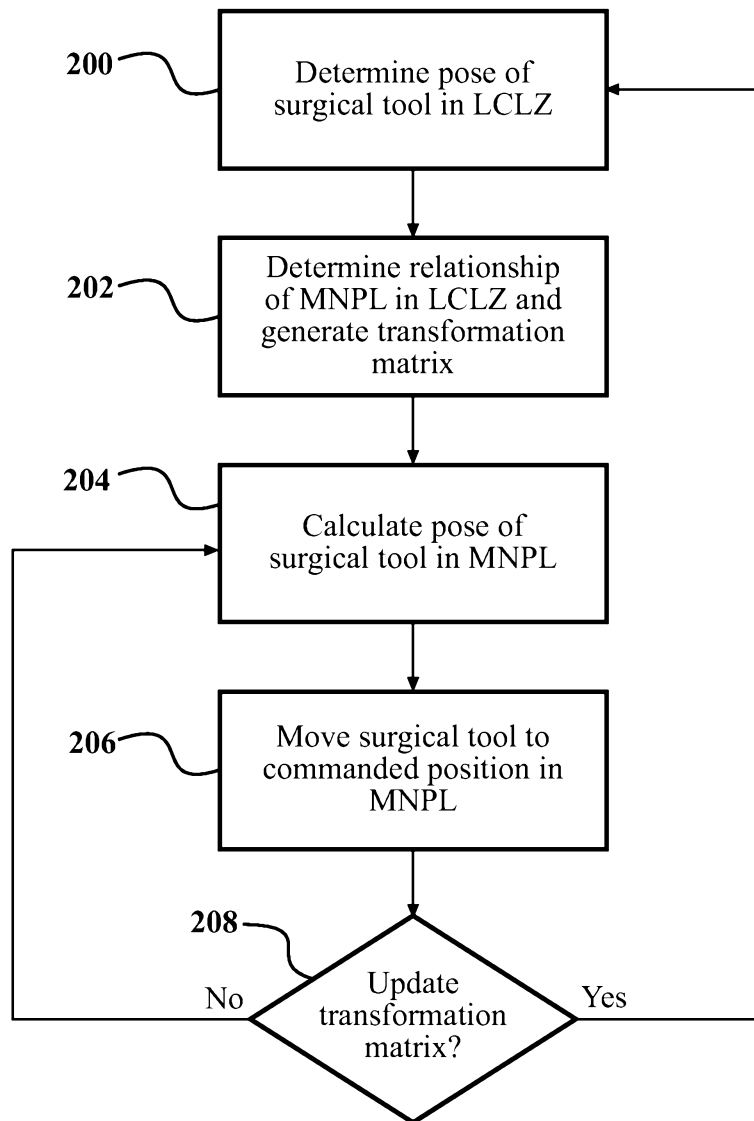 200
Determine pose of
surgical tool in LCLZ
202
Determine relationship
of MNPL in LCLZ and
generate transformation
matrix
204
Calculate pose of
surgical tool in MNPL
206
Move surgical tool to
commanded position in
MNPL
208
No
Update
transformation
matrix?
Yes